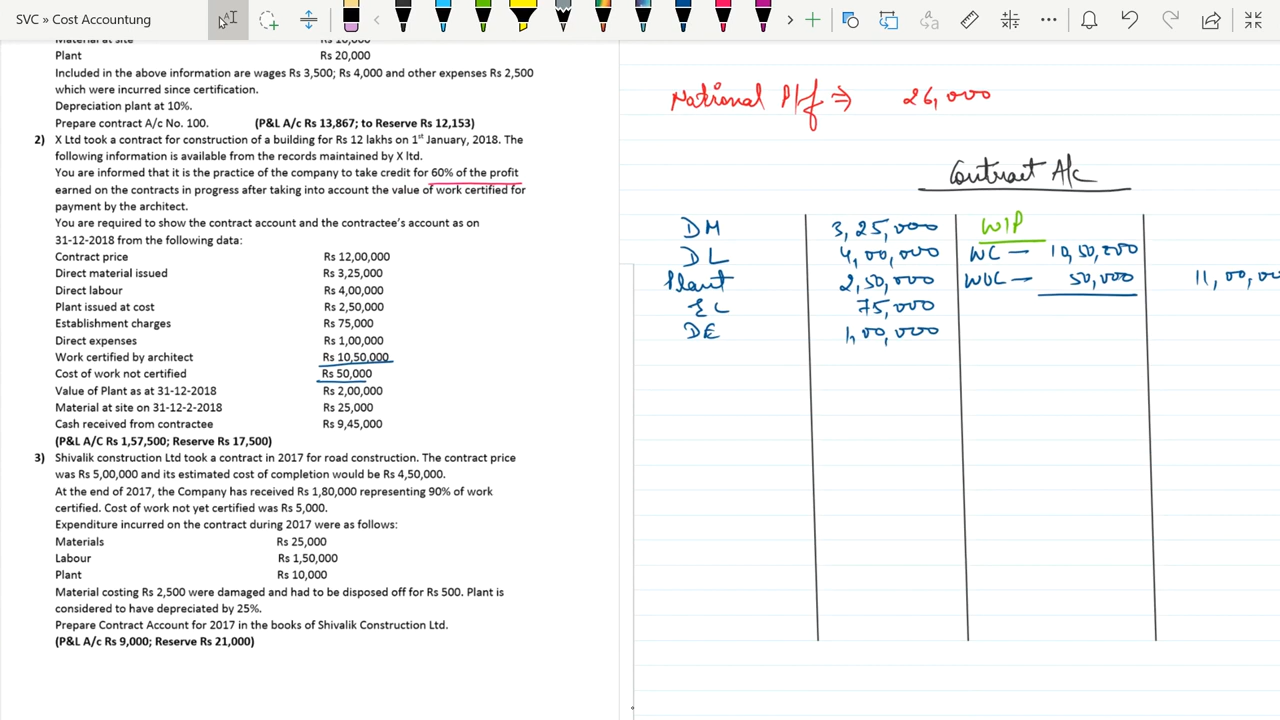 SVC » Cost Accountung
Material at site Rs 10,000
Plant Rs 20,000
Included in the above information are wages Rs 3,500; Rs 4,000 and other expenses Rs 2,500
which were incurred since certification.
Depreciation plant at 10%.
Prepare contract A/c No. 100. (P&L A/c Rs 13,867; to Reserve Rs 12,153)
2) X Ltd took a contract for construction of a building for Rs 12 lakhs on 1st January, 2018. The
following information is available from the records maintained by X ltd.
You are informed that it is the practice of the company to take credit for 60% of the profit
earned on the contracts in progress after taking into account the value of work certified for
payment by the architect.
You are required to show the contract account and the contractee's account as on
31-12-2018 from the following data:
Contract price Rs 12,00,000
Direct material issued Rs 3,25,000
Direct labour Rs 4,00,000
Plant issued at cost Rs 2,50,000
Establishment charges Rs 75,000
Direct expenses Rs 1,00,000
Work certified by architect Rs 10,50,000
Cost of work not certified Rs 50,000
Value of Plant as at 31-12-2018 Rs 2,00,000
Material at site on 31-12-2-2018 Rs 25,000
Cash received from contractee Rs 9,45,000
(P&L A/C Rs 1,57,500; Reserve Rs 17,500)
3) Shivalik construction Ltd took a contract in 2017 for road construction. The contract price
was Rs 5,00,000 and its estimated cost of completion would be Rs 4,50,000.
At the end of 2017, the Company has received Rs 1,80,000 representing 90% of work
certified. Cost of work not yet certified was Rs 5,000.
Expenditure incurred on the contract during 2017 were as follows:
Materials Rs 25,000
Labour Rs 1,50,000
Plant Rs 10,000
Material costing Rs 2,500 were damaged and had to be disposed off for Rs 500. Plant is
considered to have depreciated by 25%.
Prepare Contract Account for 2017 in the books of Shivalik Construction Ltd.
(P&L A/c Rs 9,000; Reserve Rs 21,000)
Notional P/f ⇒ 26,000
Contract A/c
DM 3,25,000 WIP
DL 4,00,000 WC — 10,50,000
Plant 2,50,000 WUC — 50,000 11,00,00
EC 75,000
DE 1,00,000